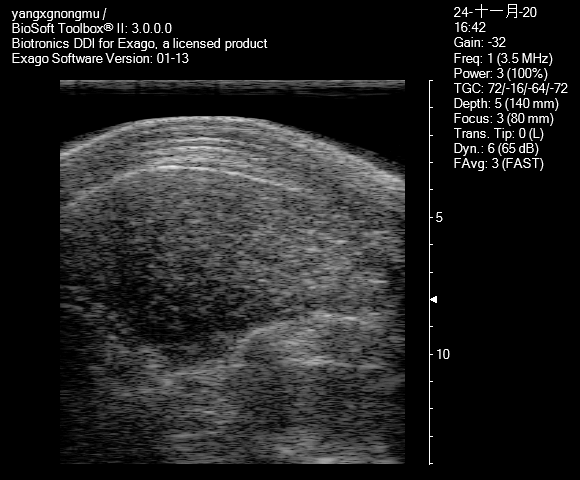 yangxgnongmu /
BioSoft Toolbox® II: 3.0.0.0
Biotronics DDI for Exago, a licensed product
Exago Software Version: 01-13
24-十一月-20
16:42
Gain: -32
Freq: 1 (3.5 MHz)
Power: 3 (100%)
TGC: 72/-16/-64/-72
Depth: 5 (140 mm)
Focus: 3 (80 mm)
Trans. Tip: 0 (L)
Dyn.: 6 (65 dB)
FAvg: 3 (FAST)
5
10